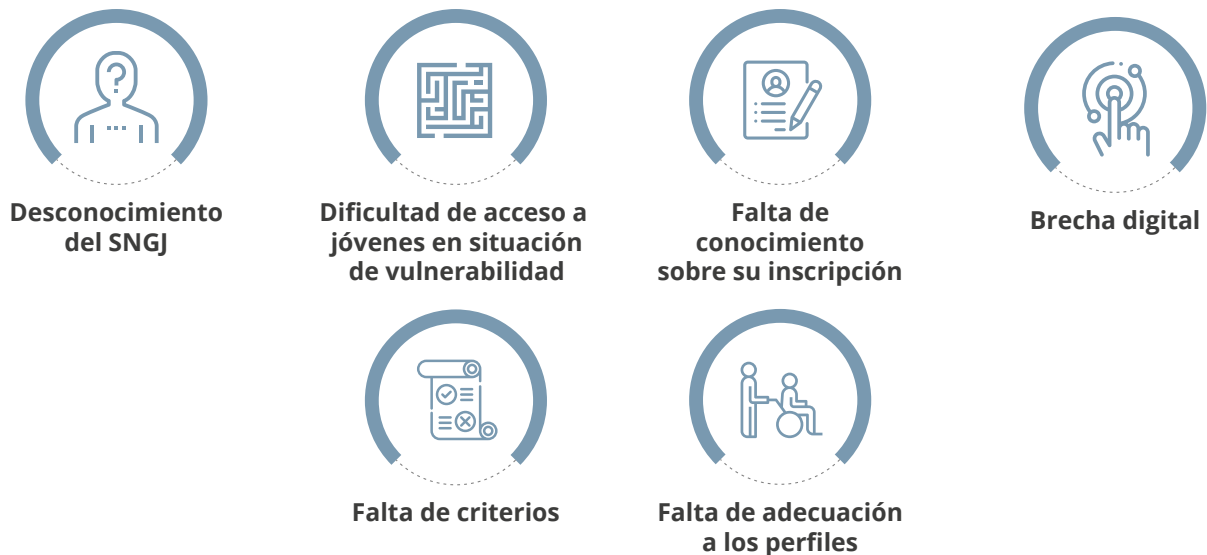 Desconocimiento
del SNGJ
Dificultad de acceso a
jóvenes en situación
de vulnerabilidad
Falta de
conocimiento
sobre su inscripción
Brecha digital
Falta de criterios
Falta de adecuación
a los perfiles